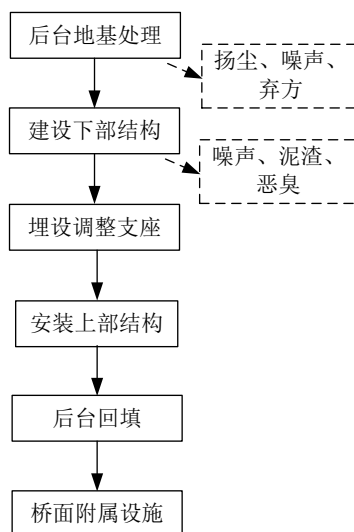 后台地基处理
扬尘、噪声、
弃方
建设下部结构
噪声、泥渣、
恶臭
埋设调整支座
安装上部结构
后台回填
桥面附属设施